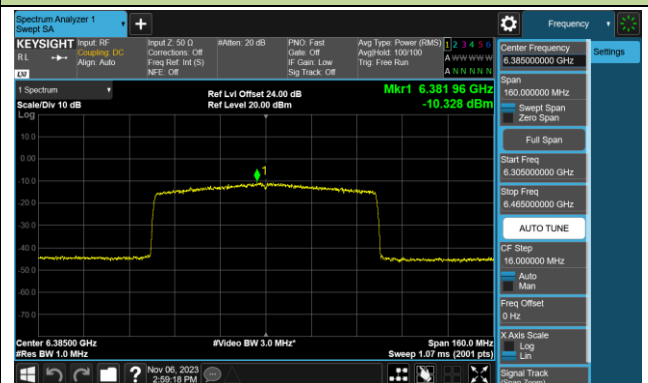 Spectrum Analyzer 1
Swept SA
Frequency
KEYSIGHT
RL
LXI
Input: RF
Coupling: DC
Align: Auto
Input Z: 50 Ω
Corrections: Off
Freq Ref: Int (S)
NFE: Off
#Atten: 20 dB
PNO: Fast
Gate: Off
IF Gain: Low
Sig Track: Off
Avg Type: Power (RMS)
Avg|Hold: 100/100
Trig: Free Run
1 2 3 4 5 6
A W W W W W
A N N N N N
Center Frequency
6.385000000 GHz
Settings
Span
160.000000 MHz
Swept Span
Zero Span
Full Span
Start Freq
6.305000000 GHz
Stop Freq
6.465000000 GHz
AUTO TUNE
CF Step
16.000000 MHz
Auto
Man
Freq Offset
0 Hz
X Axis Scale
Log
Lin
Signal Track
(Span Zoom)
1 Spectrum
Scale/Div 10 dB
Log
Ref Lvl Offset 24.00 dB
Ref Level 20.00 dBm
Mkr1 6.381 96 GHz
-10.328 dBm
1
10.0
0.00
-10.0
-20.0
-30.0
-40.0
-50.0
-60.0
-70.0
Center 6.38500 GHz
#Res BW 1.0 MHz
#Video BW 3.0 MHz*
Span 160.0 MHz
Sweep 1.07 ms (2001 pts)
?
Nov 06, 2023
2:59:18 PM